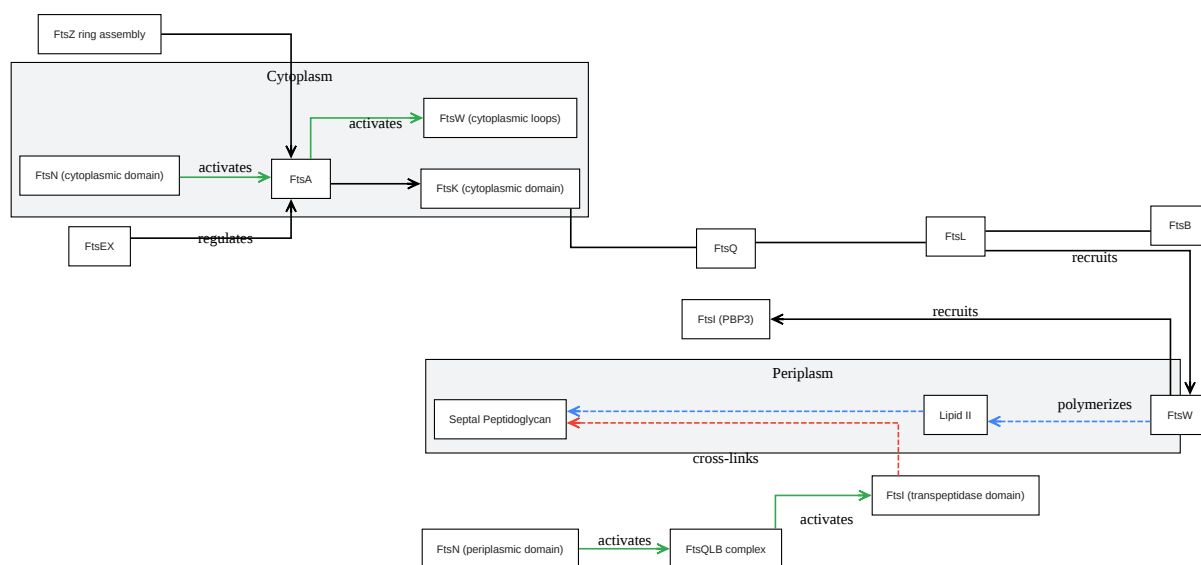 FtsZ ring assembly
Cytoplasm
FtsW (cytoplasmic loops)
activates
FtsN (cytoplasmic domain)
activates
FtsA
FtsK (cytoplasmic domain)
FtsEX
regulates
FtsQ
FtsL
FtsB
recruits
FtsI (PBP3)
recruits
Periplasm
Septal Peptidoglycan
Lipid II
polymerizes
FtsW
cross-links
FtsI (transpeptidase domain)
activates
FtsN (periplasmic domain)
activates
FtsQLB complex